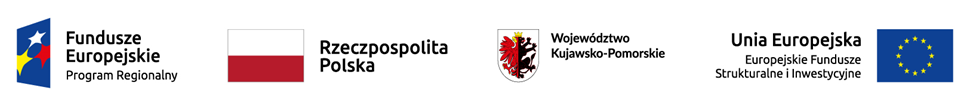 Fundusze
Europejskie
Program Regionalny
Rzeczpospolita
Polska
Województwo
Kujawsko-Pomorskie
Unia Europejska
Europejskie Fundusze
Strukturalne i Inwestycyjne